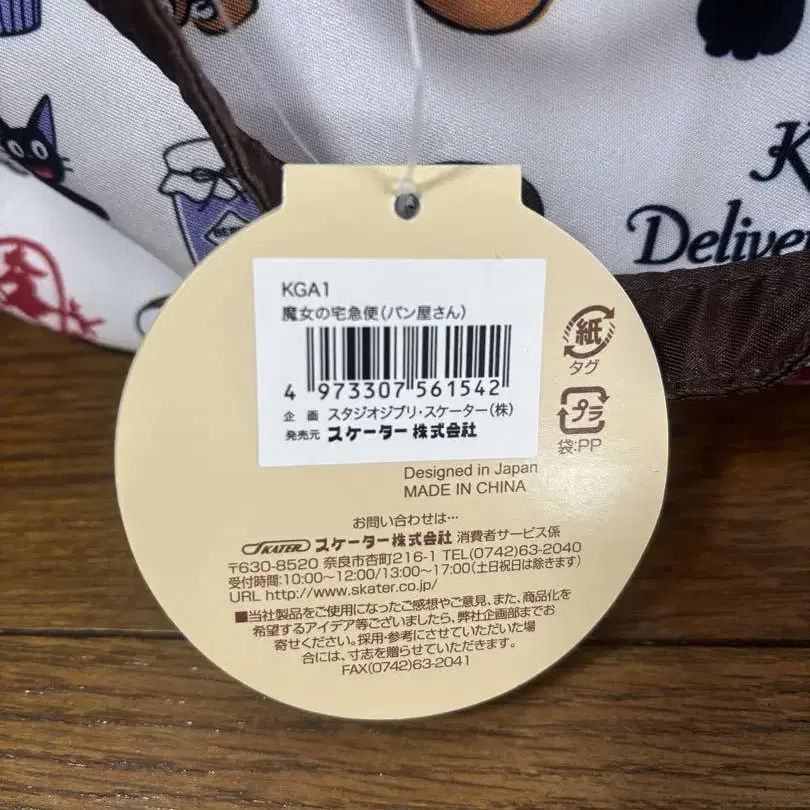 K
Deliver
KGA1
魔女の宅急便(パン屋さん)
4 973307 561542
企 画 スタジオジブリ・スケーター(株)
発売元 スケーター株式会社
紙
タグ
プラ
袋:PP
Designed in Japan
MADE IN CHINA
お問い合わせは…
SKATER スケーター株式会社 消費者サービス係
〒630-8520 奈良市杏町216-1 TEL(0742)63-2040
受付時間:10:00~12:00/13:00~17:00(土日祝日は除きます)
URL http://www.skater.co.jp/
■当社製品をご使用になったご感想やご意見、また、商品化を
希望するアイデア等ございましたら、弊社企画部までお
寄せください。採用・参考にさせていただいた場
合には、寸志を贈らせていただきます。
FAX(0742)63-2041